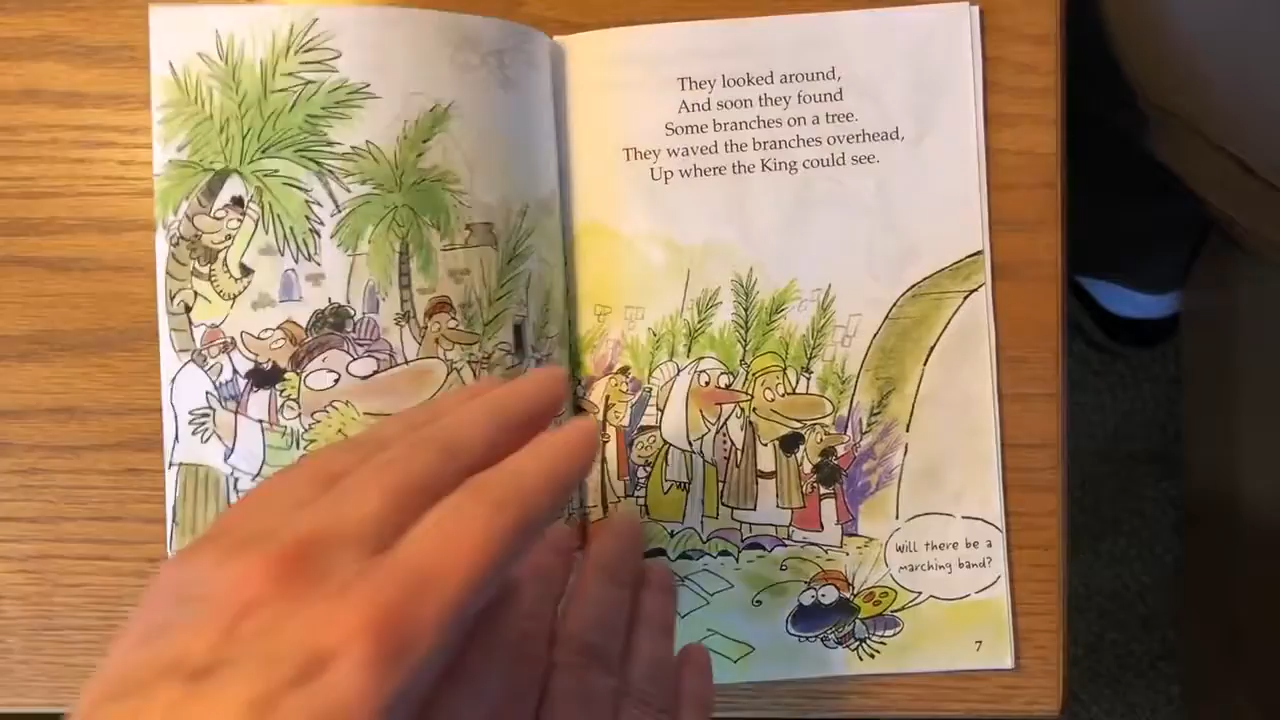 They looked around,
And soon they found
Some branches on a tree.
They waved the branches overhead,
Up where the King could see.
Will there be a
marching band?
7